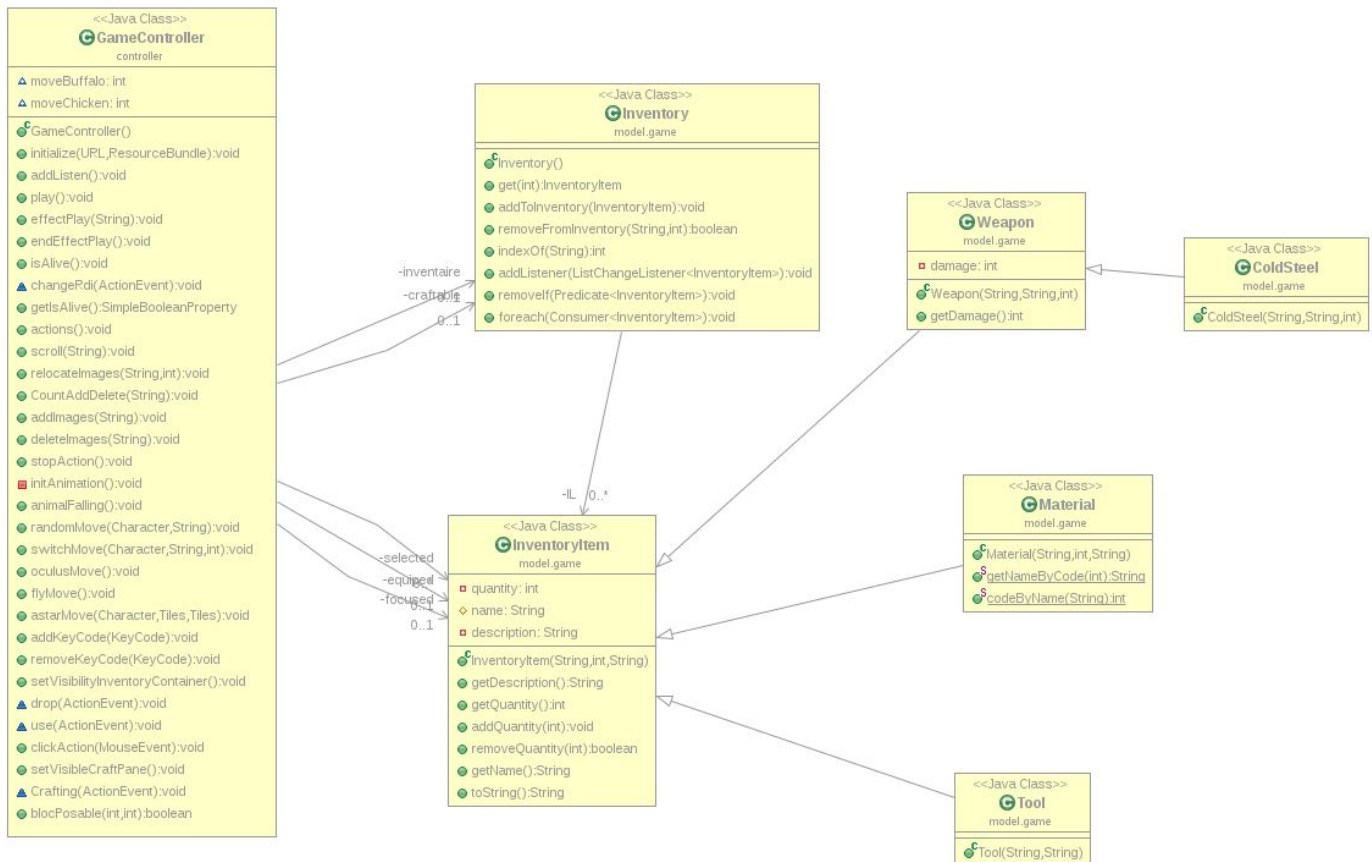 <<Java Class>>
GameController
controller
moveBuffalo: int
moveChicken: int
GameController()
initialize(URL,ResourceBundle):void
addListen():void
play():void
effectPlay(String):void
endEffectPlay():void
isAlive():void
changeRdi(ActionEvent):void
getIsAlive():SimpleBooleanProperty
actions():void
scroll(String):void
relocateImages(String,int):void
CountAddDelete(String):void
addImages(String):void
deleteImages(String):void
stopAction():void
initAnimation():void
animalFalling():void
randomMove(Character,String):void
switchMove(Character,String,int):void
oculusMove():void
flyMove():void
astarMove(Character,Tiles,Tiles):void
addKeyCode(KeyCode):void
removeKeyCode(KeyCode):void
setVisibilityInventoryContainer():void
drop(ActionEvent):void
use(ActionEvent):void
clickAction(MouseEvent):void
setVisibleCraftPane():void
Crafting(ActionEvent):void
blocPosable(int,int):boolean
-inventaire
-craftable
0..1
0..1
<<Java Class>>
Inventory
model.game
Inventory()
get(int):InventoryItem
addToInventory(InventoryItem):void
removeFromInventory(String,int):boolean
indexOf(String):int
addListener(ListChangeListener<InventoryItem>):void
removeIf(Predicate<InventoryItem>):void
foreach(Consumer<InventoryItem>):void
-IL 0..*
-selected
-equiped
-focused
0..1
0..1
<<Java Class>>
InventoryItem
model.game
quantity: int
name: String
description: String
InventoryItem(String,int,String)
getDescription():String
getQuantity():int
addQuantity(int):void
removeQuantity(int):boolean
getName():String
toString():String
<<Java Class>>
Weapon
model.game
damage: int
Weapon(String,String,int)
getDamage():int
<<Java Class>>
ColdSteel
model.game
ColdSteel(String,String,int)
<<Java Class>>
Material
model.game
Material(String,int,String)
getNameByCode(int):String
codeByName(String):int
<<Java Class>>
Tool
model.game
Tool(String,String)